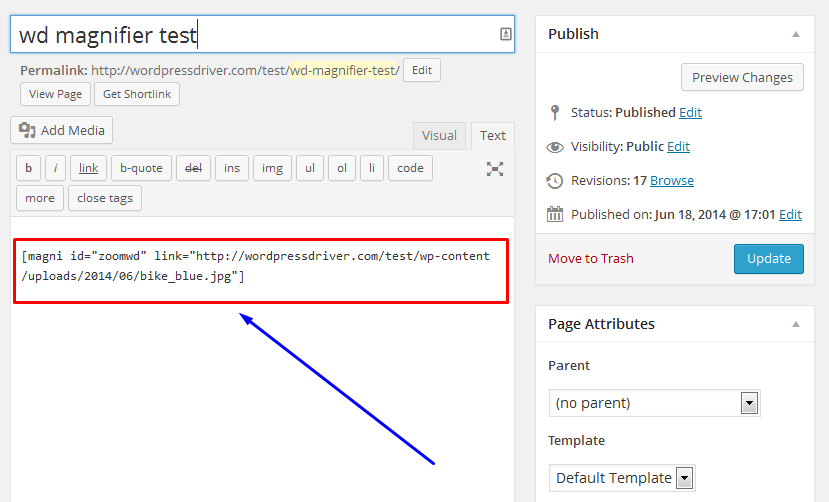 wd magnifier test
Permalink: http://wordpressdriver.com/test/wd-magnifier-test/ Edit
View Page Get Shortlink
Add Media
Visual Text
b i link b-quote del ins img ul ol li code
more close tags
[magni id="zoomwd" link="http://wordpressdriver.com/test/wp-content
/uploads/2014/06/bike_blue.jpg"]
Publish
Preview Changes
Status: Published Edit
Visibility: Public Edit
Revisions: 17 Browse
Published on: Jun 18, 2014 @ 17:01 Edit
Move to Trash Update
Page Attributes
Parent
(no parent)
Template
Default Template